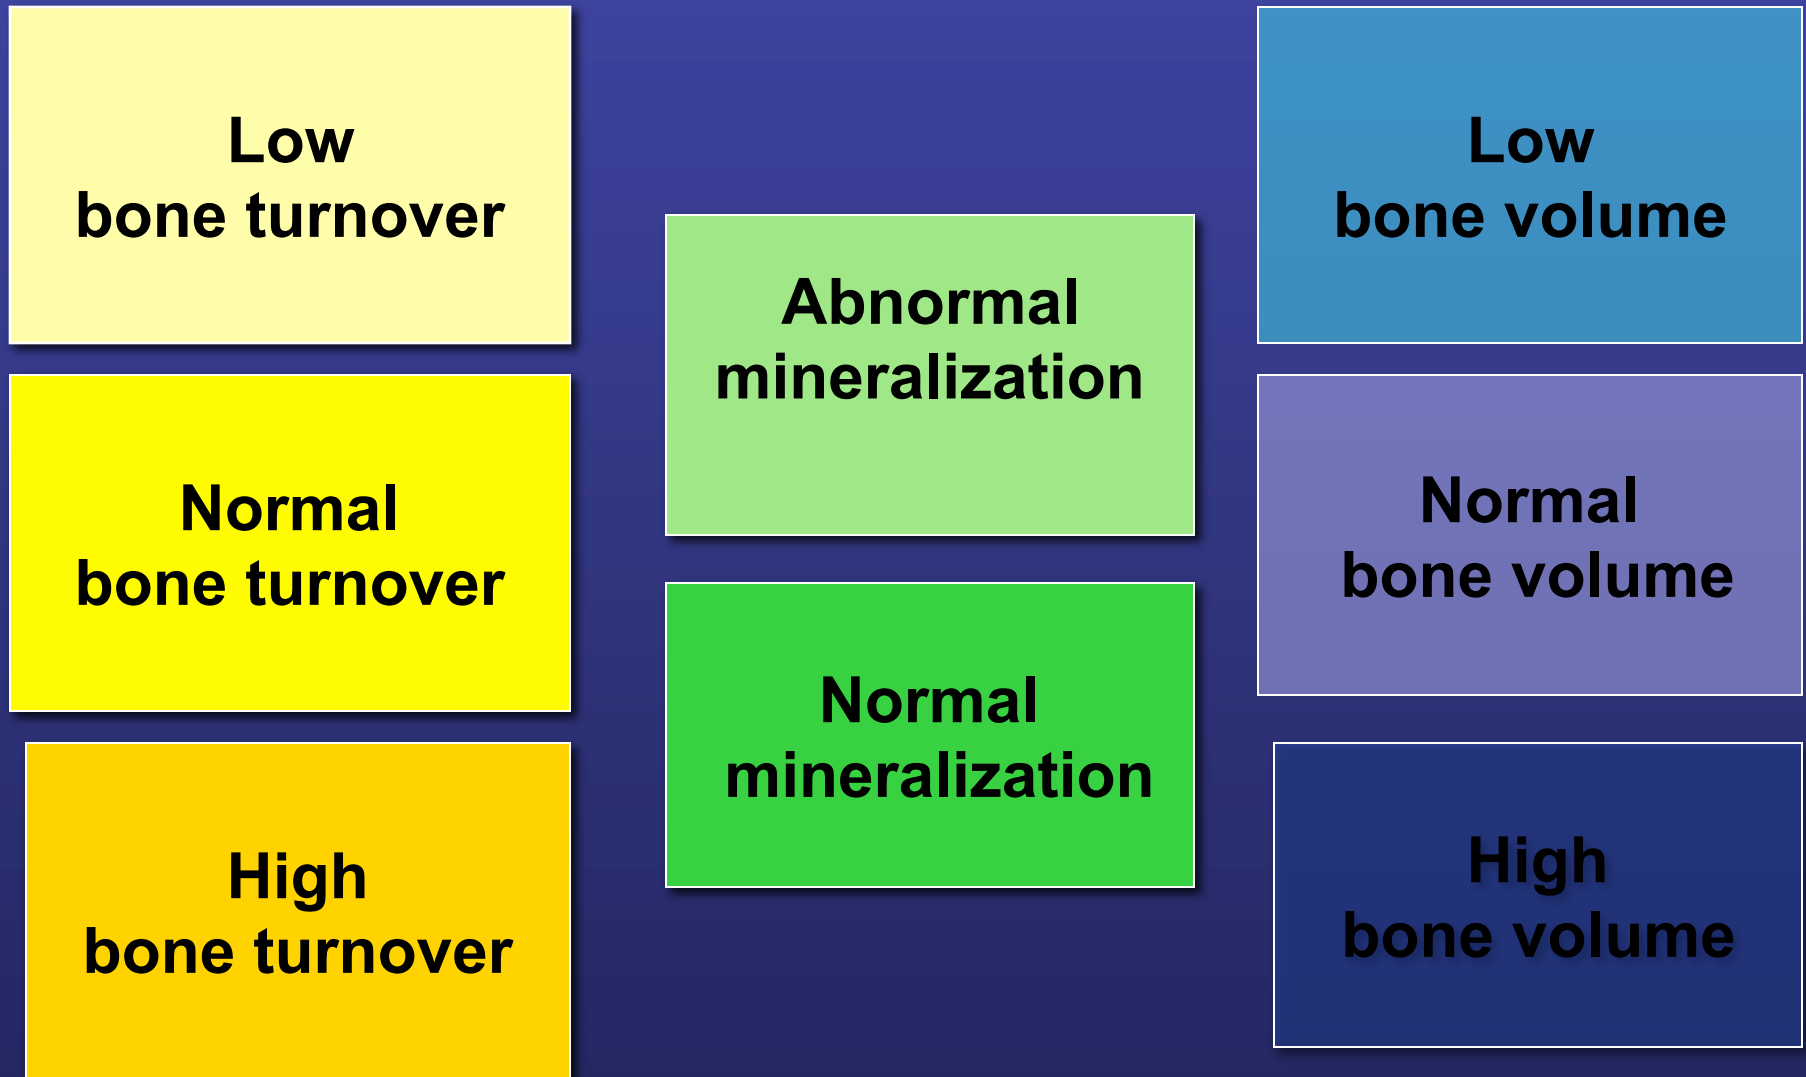 Low
bone turnover
Normal
bone turnover
High
bone turnover
Abnormal
mineralization
Normal
mineralization
Low
bone volume
Normal
bone volume
High
bone volume